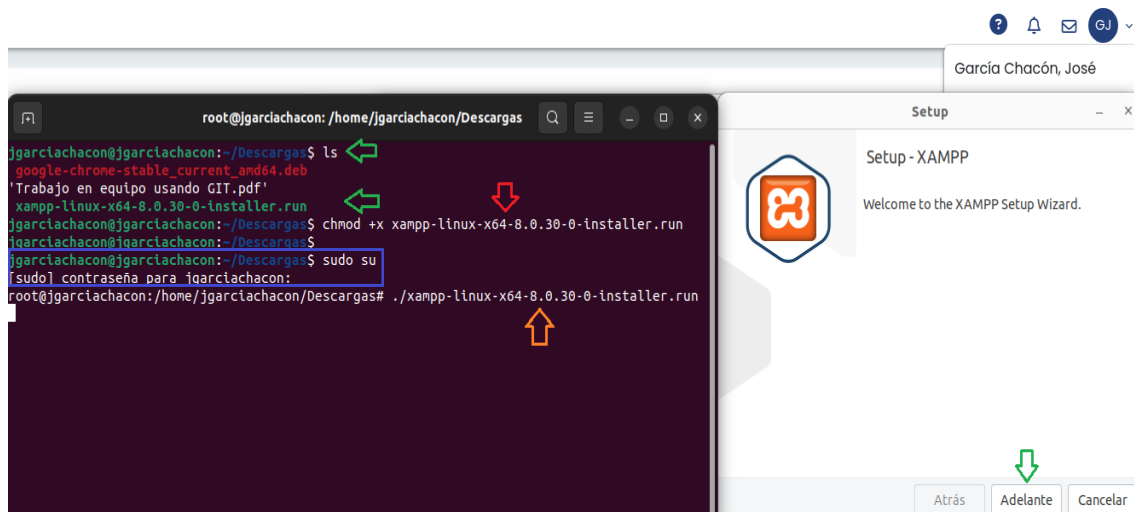 GJ
García Chacón, José
root@jgarciachacon: /home/jgarciachacon/Descargas
jgarciachacon@jgarciachacon:~/Descargas$ ls
google-chrome-stable_current_amd64.deb
'Trabajo en equipo usando GIT.pdf'
xampp-linux-x64-8.0.30-0-installer.run
jgarciachacon@jgarciachacon:~/Descargas$ chmod +x xampp-linux-x64-8.0.30-0-installer.run
jgarciachacon@jgarciachacon:~/Descargas$
jgarciachacon@jgarciachacon:~/Descargas$ sudo su
[sudo] contraseña para jgarciachacon:
root@jgarciachacon:/home/jgarciachacon/Descargas# ./xampp-linux-x64-8.0.30-0-installer.run
Setup
Setup - XAMPP
Welcome to the XAMPP Setup Wizard.
Atrás
Adelante
Cancelar